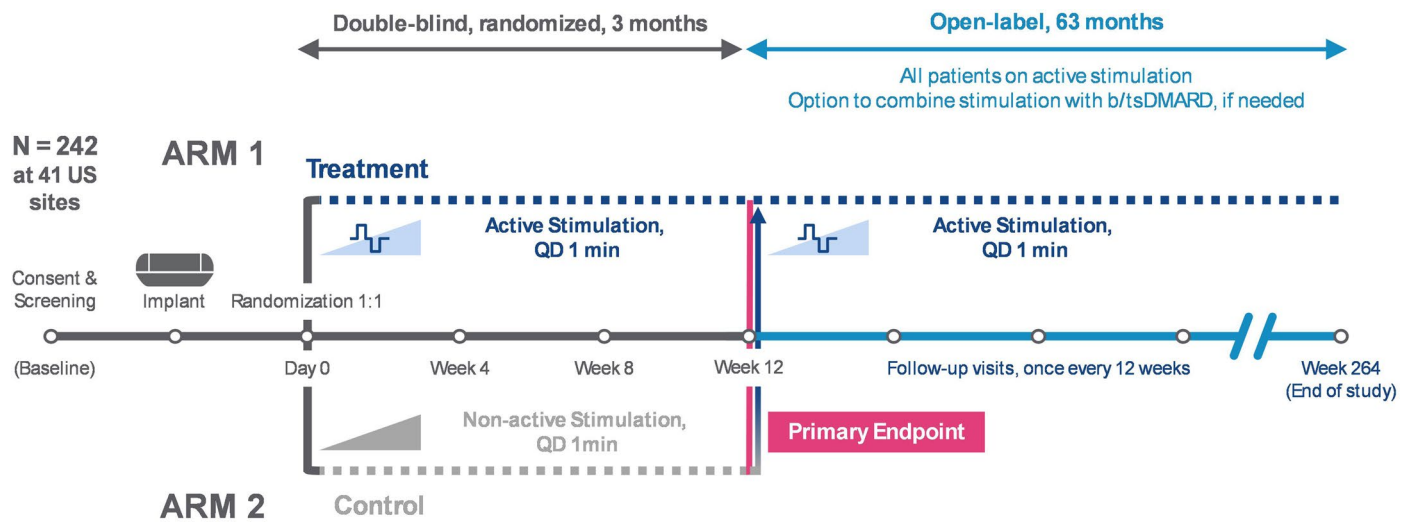 Double-blind, randomized, 3 months
Open-label, 63 months
All patients on active stimulation
Option to combine stimulation with b/tsDMARD, if needed
N = 242
at 41 US
sites
ARM 1
Treatment
Active Stimulation,
QD 1 min
Active Stimulation,
QD 1 min
Consent &
Screening
Implant
Randomization 1:1
(Baseline)
Day 0
Week 4
Week 8
Week 12
Follow-up visits, once every 12 weeks
Week 264
(End of study)
Non-active Stimulation,
QD 1min
Primary Endpoint
ARM 2
Control